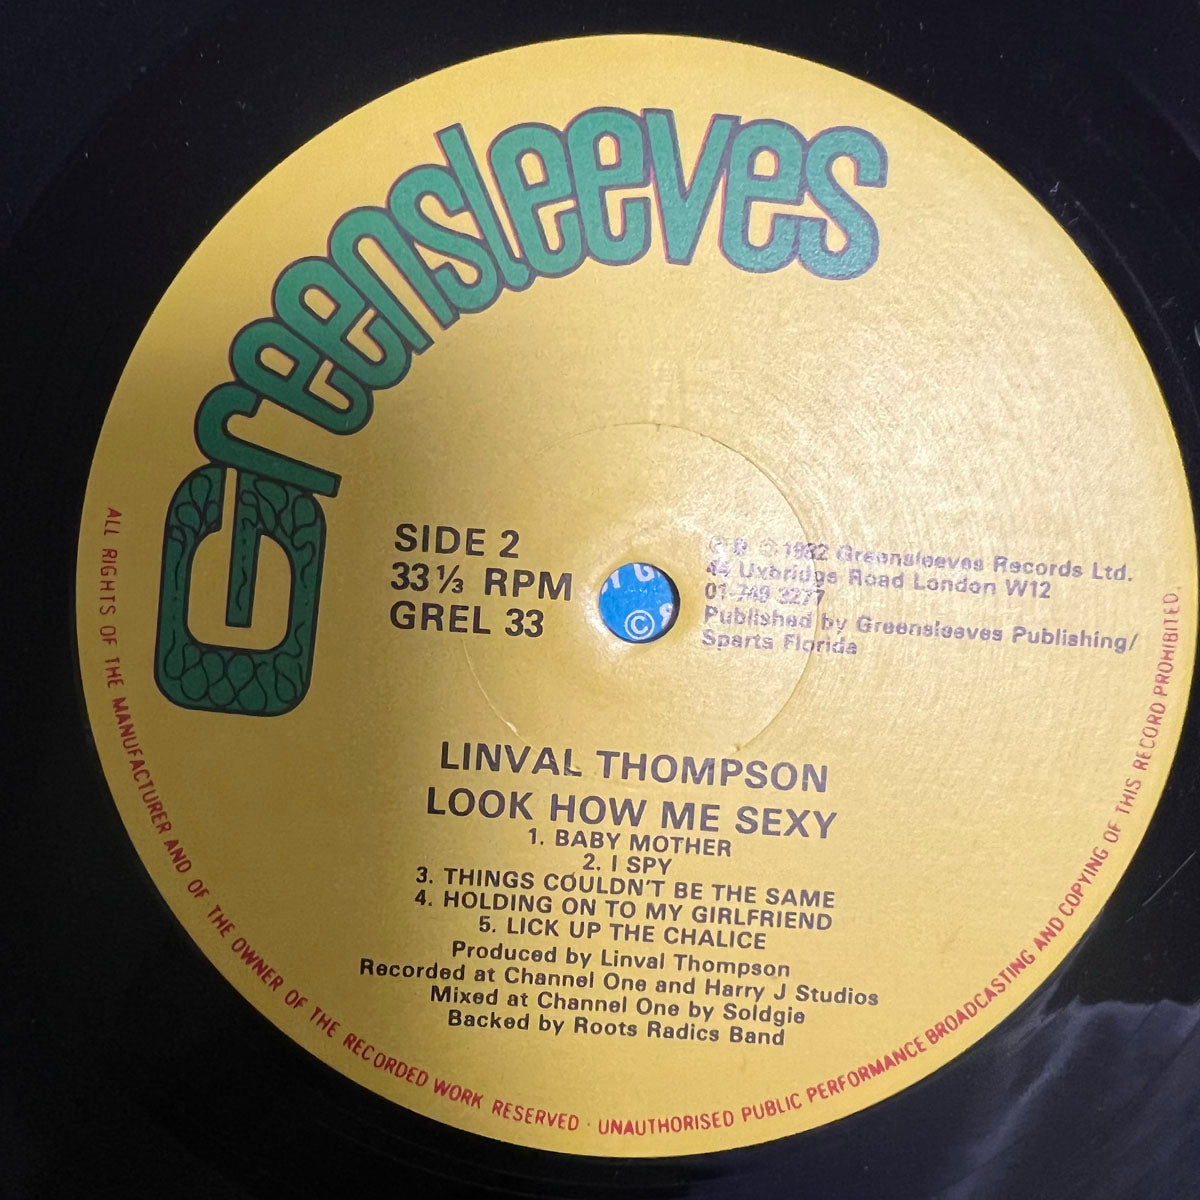 Greensleeves
SIDE 2
33 1/3 RPM
GREL 33
℗ & © 1982 Greensleeves Records Ltd.
44 Uxbridge Road London W12
01-749 3277
Published by Greensleeves Publishing/
Sparta Florida
LINVAL THOMPSON
LOOK HOW ME SEXY
1. BABY MOTHER
2. I SPY
3. THINGS COULDN'T BE THE SAME
4. HOLDING ON TO MY GIRLFRIEND
5. LICK UP THE CHALICE
Produced by Linval Thompson
Recorded at Channel One and Harry J Studios
Mixed at Channel One by Soldgie
Backed by Roots Radics Band
ALL RIGHTS OF THE MANUFACTURER AND OF THE OWNER OF THE RECORDED WORK RESERVED · UNAUTHORISED PUBLIC PERFORMANCE BROADCASTING AND COPYING OF THIS RECORD PROHIBITED.
©